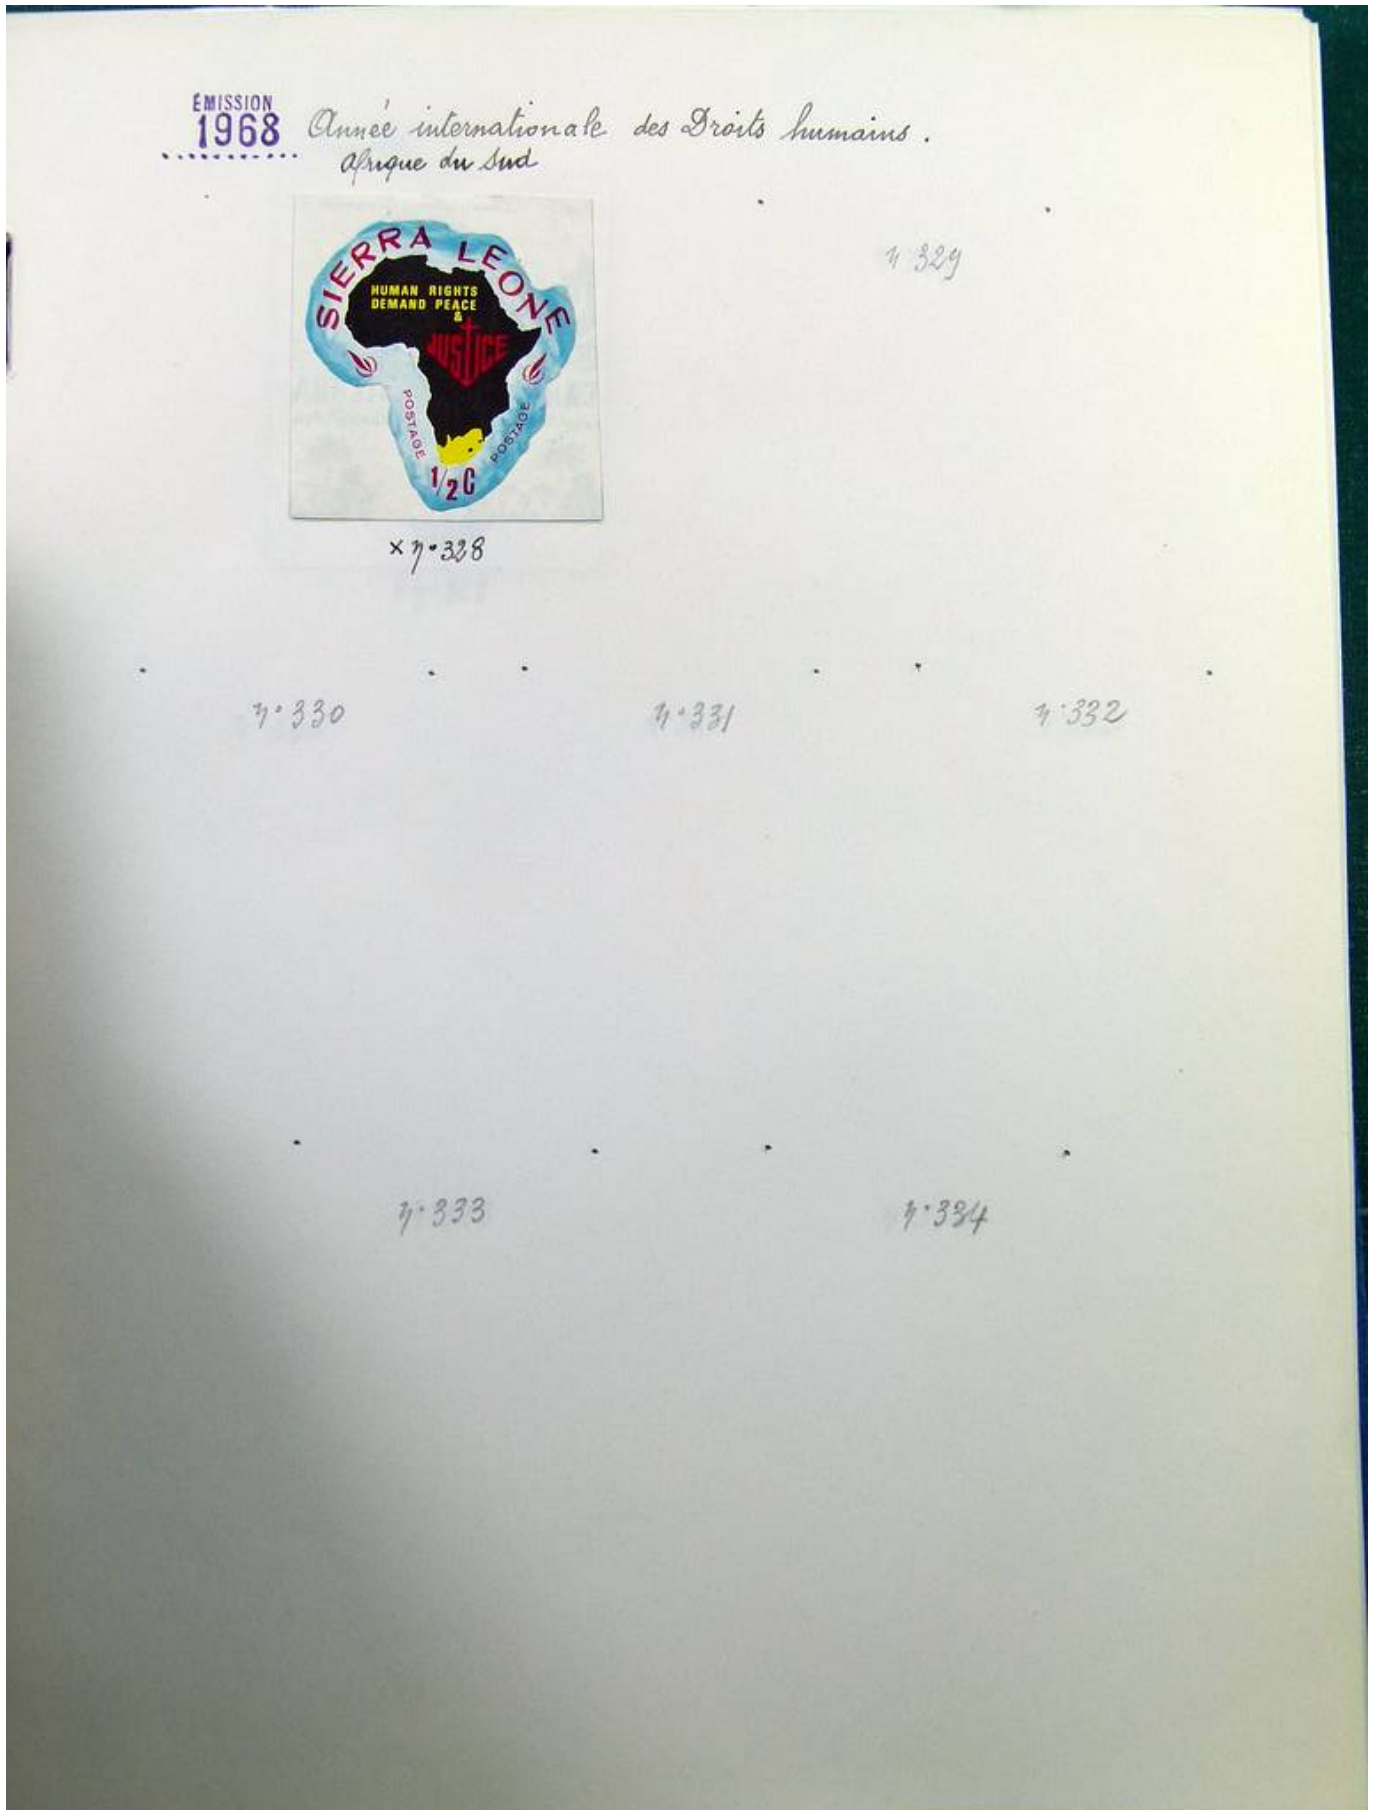 ÉMISSION
1968 Année internationale des Droits humains.
Afrique du Sud
SIERRA LEONE
HUMAN RIGHTS
DEMAND PEACE
&
JUSTICE
POSTAGE
POSTAGE
1/2C
n° 329
x n° 328
n° 330
n° 331
n° 332
n° 333
n° 334